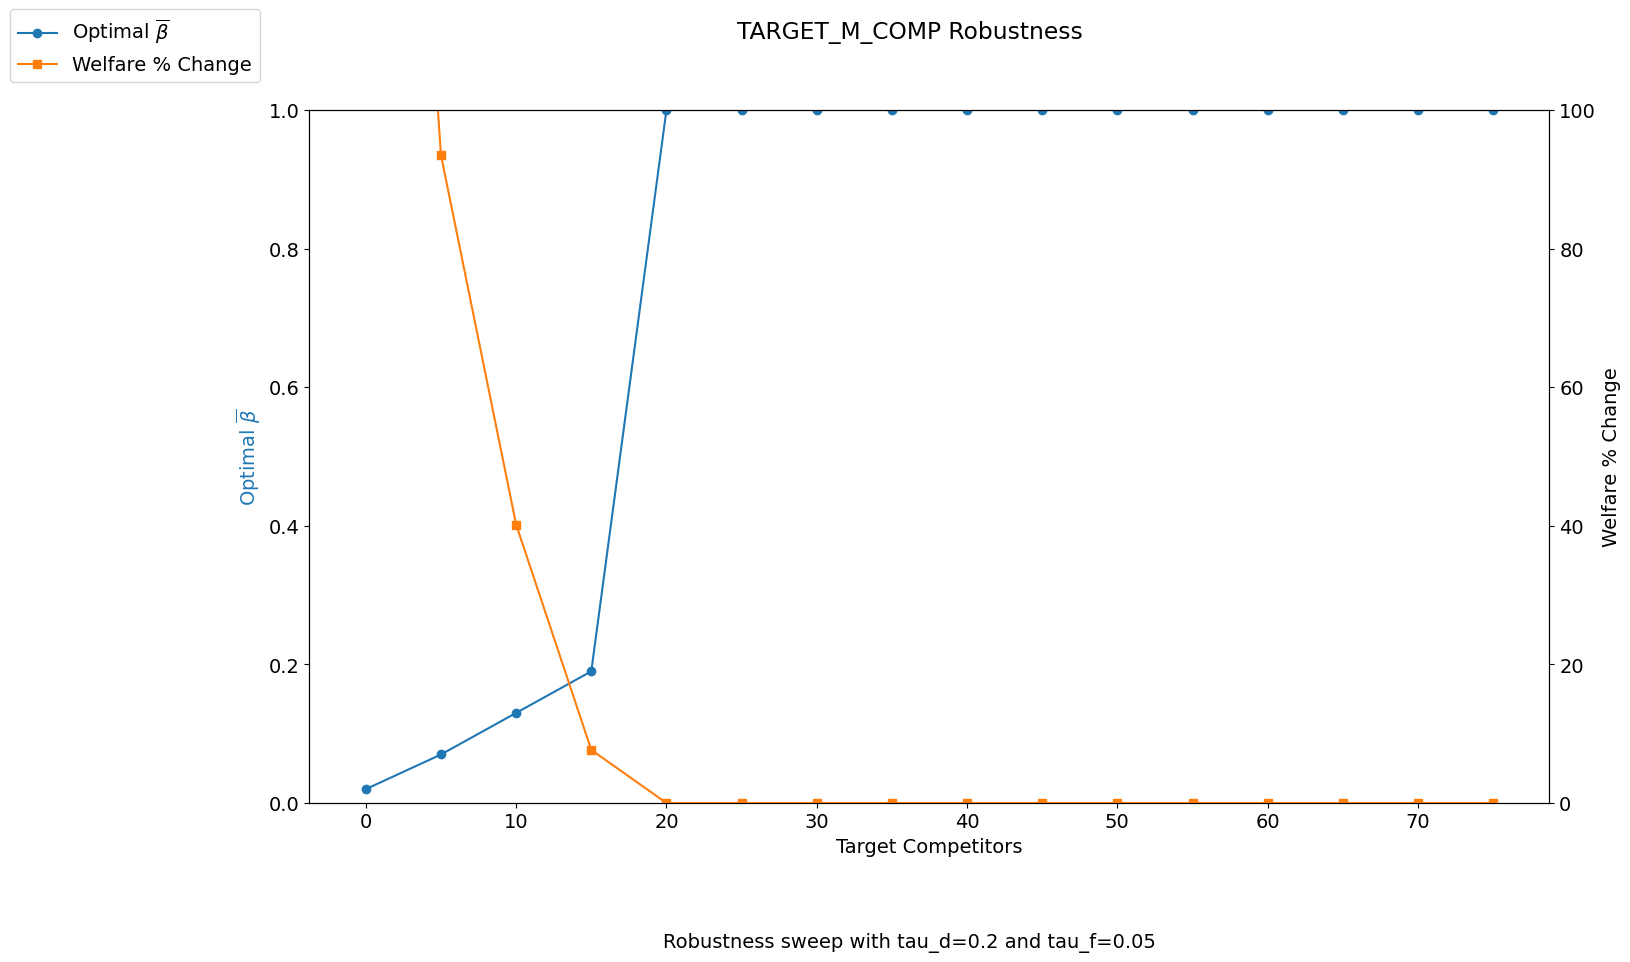 Optimal β̅
Welfare % Change
TARGET_M_COMP Robustness
1.0
0.8
0.6
0.4
0.2
0.0
Optimal β̅
100
80
60
40
20
0
Welfare % Change
0 10 20 30 40 50 60 70
Target Competitors
Robustness sweep with tau_d=0.2 and tau_f=0.05